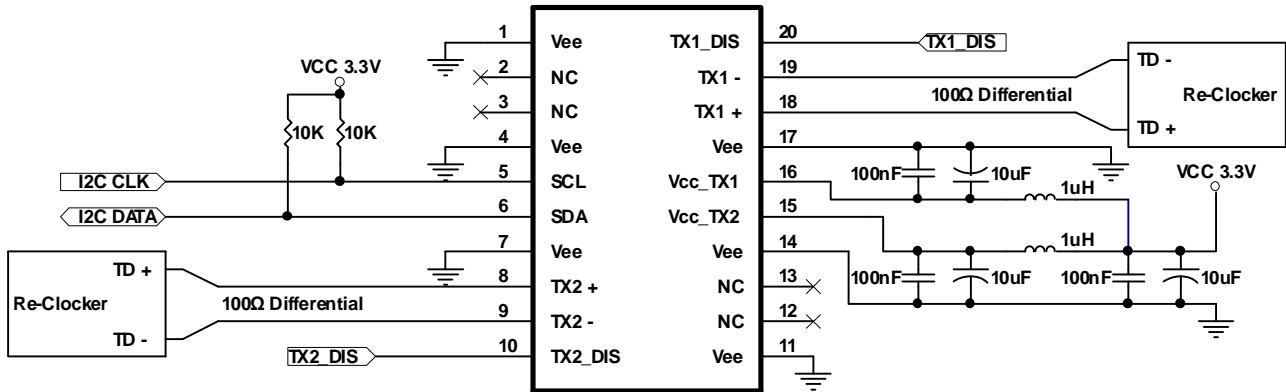 1 Vee TX1_DIS 20 TX1_DIS
2 NC TX1 - 19 TD -
VCC 3.3V
3 NC TX1 + 18 100Ω Differential TD + Re-Clocker
10K 10K
4 Vee Vee 17
I2C CLK 5 SCL Vcc_TX1 16 100nF 10uF 1uH VCC 3.3V
I2C DATA 6 SDA Vcc_TX2 15
7 Vee Vee 14 100nF 10uF 1uH 100nF 10uF
Re-Clocker TD + 8 TX2 + NC 13
100Ω Differential
TD - 9 TX2 - NC 12
TX2_DIS 10 TX2_DIS Vee 11